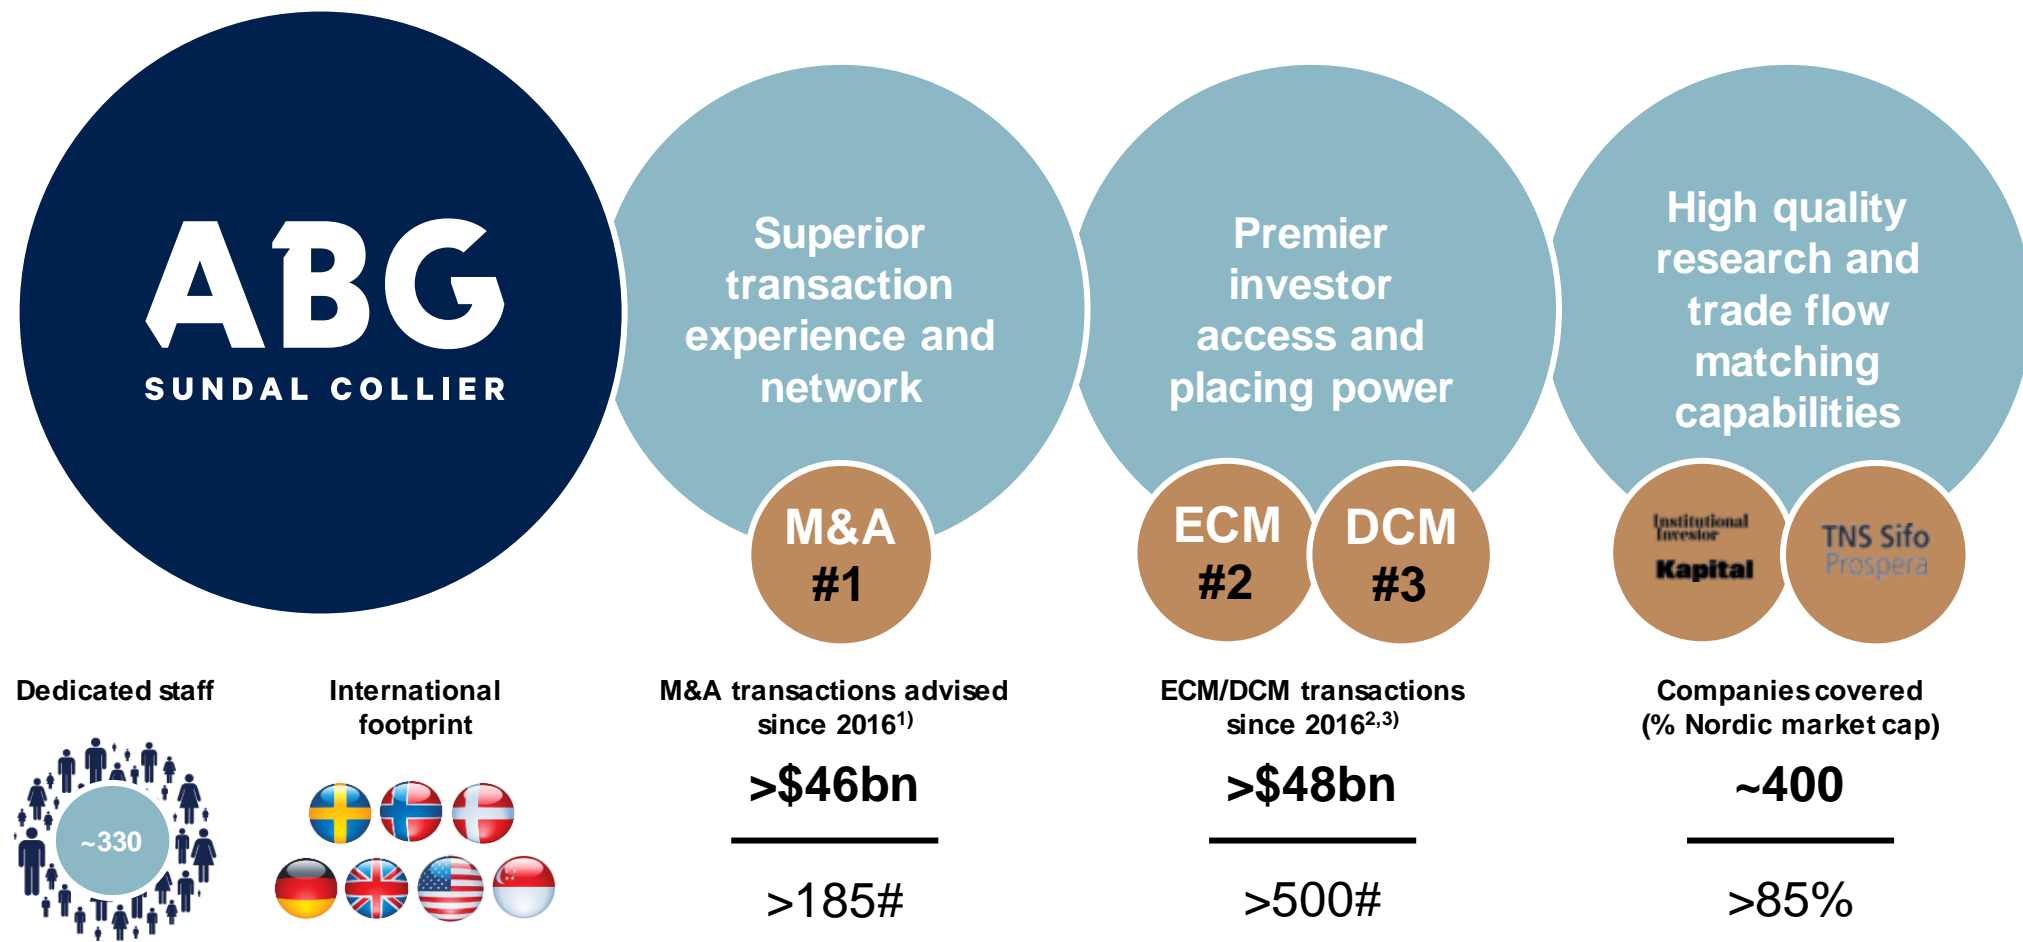 ABG
SUNDAL COLLIER
Superior
transaction
experience and
network
M&A
#1
Premier
investor
access and
placing power
ECM
#2
DCM
#3
High quality
research and
trade flow
matching
capabilities
Institutional
Investor
Kapital
TNS Sifo
Prospera
Dedicated staff
~330
International
footprint
M&A transactions advised
since 2016¹⁾
>$46bn
>185#
ECM/DCM transactions
since 2016²,³⁾
>$48bn
>500#
Companies covered
(% Nordic market cap)
~400
>85%